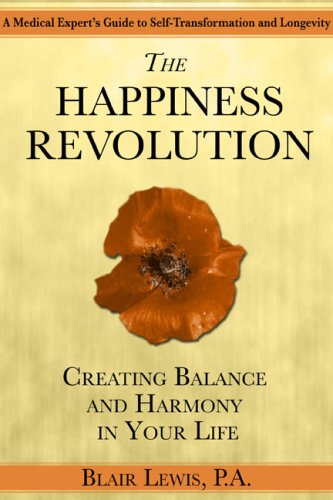 A Medical Expert's Guide to Self-Transformation and Longevity
The
HAPPINESS
REVOLUTION
CREATING BALANCE
AND HARMONY
IN YOUR LIFE
BLAIR LEWIS, P.A.